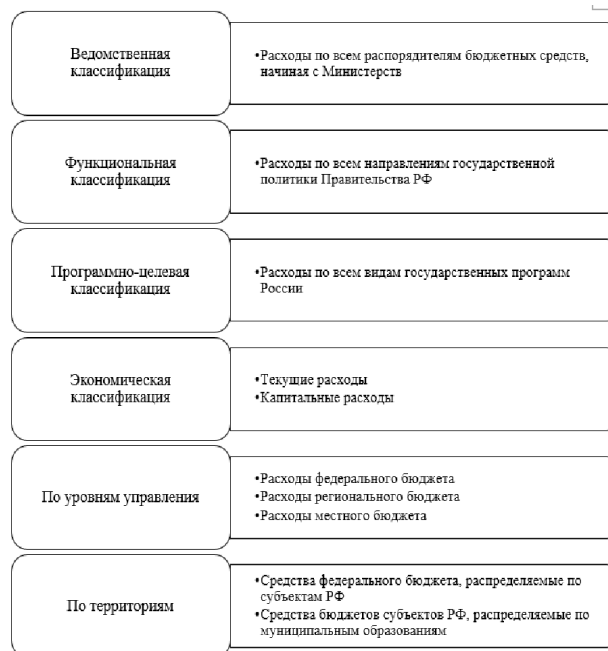 Ведомственная
классификация
•Расходы по всем распорядителям бюджетных средств,
начиная с Министерств
Функциональная
классификация
•Расходы по всем направлениям государственной
политики Правительства РФ
Программно-целевая
классификация
•Расходы по всем видам государственных программ
России
Экономическая
классификация
•Текущие расходы
•Капитальные расходы
По уровням управления
•Расходы федерального бюджета
•Расходы регионального бюджета
•Расходы местного бюджета
По территориям
•Средства федерального бюджета, распределяемые по
субъектам РФ
•Средства бюджетов субъектов РФ, распределяемые по
муниципальным образованиям